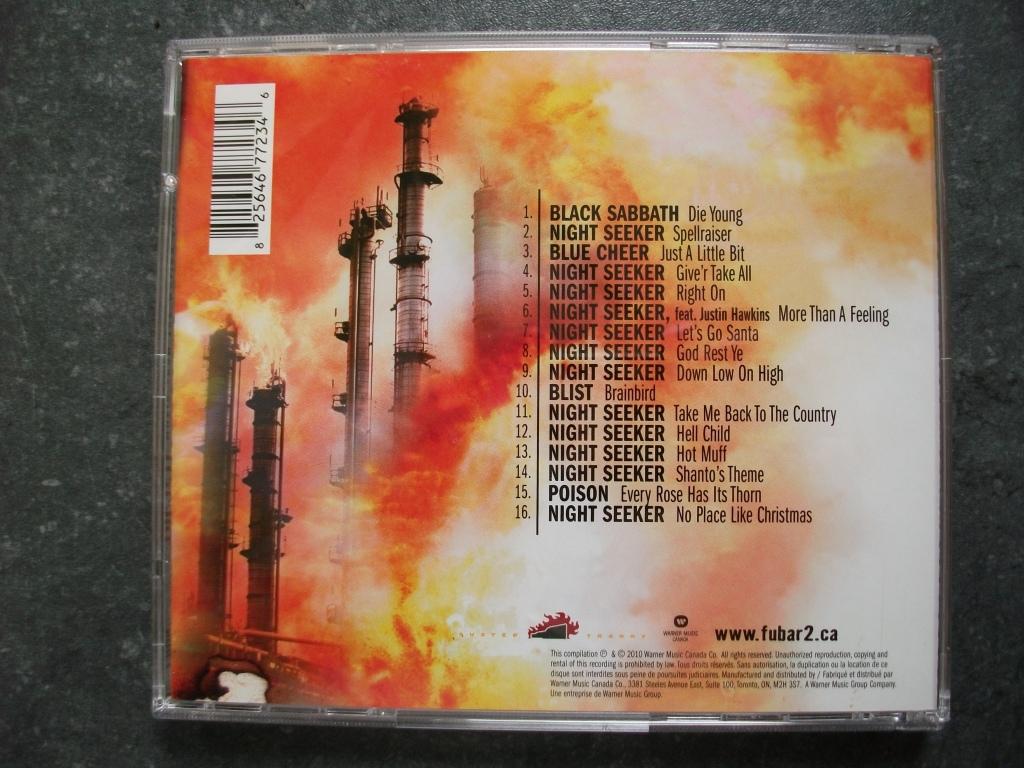 8 25646 77234 6
1. BLACK SABBATH Die Young
2. NIGHT SEEKER Spellraiser
3. BLUE CHEER Just A Little Bit
4. NIGHT SEEKER Give'r Take All
5. NIGHT SEEKER Right On
6. NIGHT SEEKER, feat. Justin Hawkins More Than A Feeling
7. NIGHT SEEKER Let's Go Santa
8. NIGHT SEEKER God Rest Ye
9. NIGHT SEEKER Down Low On High
10. BLIST Brainbird
11. NIGHT SEEKER Take Me Back To The Country
12. NIGHT SEEKER Hell Child
13. NIGHT SEEKER Hot Muff
14. NIGHT SEEKER Shanto's Theme
15. POISON Every Rose Has Its Thorn
16. NIGHT SEEKER No Place Like Christmas
WARNER MUSIC
CANADA
www.fubar2.ca
This compilation ℗ & © 2010 Warner Music Canada Co. All rights reserved. Unauthorized reproduction, copying and
rental of this recording is prohibited by law. Tous droits réservés. Sans autorisation, la duplication ou la location de ce
disque sont interdites sous peine de poursuites judiciaires. Manufactured and distributed by / Fabriqué et distribué par
Warner Music Canada Co., 3381 Steeles Avenue East, Suite 100, Toronto, ON, M2H 3S7. A Warner Music Group Company.
Une entreprise de Warner Music Group.